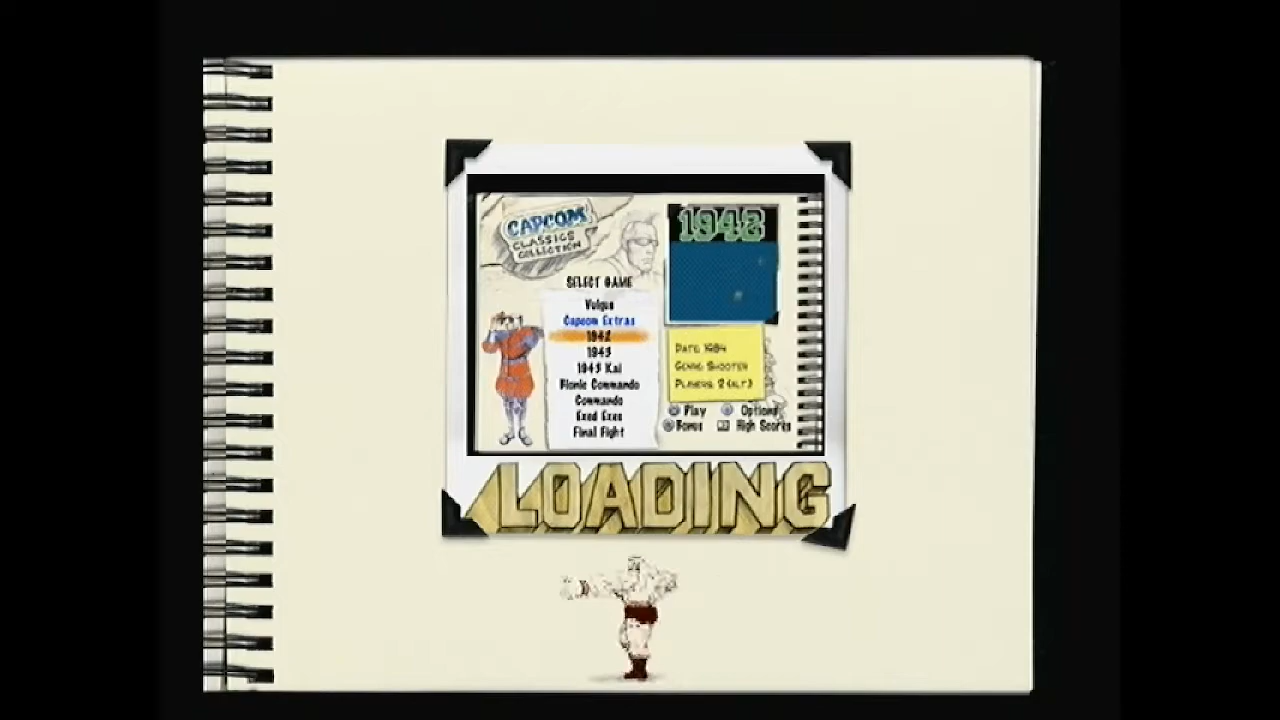 CAPCOM
CLASSICS
COLLECTION
1942
SELECT GAME
Vulgus
Capcom Extras
1942
1943
1943 Kai
Bionic Commando
Commando
Exed Exes
Final Fight
DATE: 1984
GENRE: SHOOTER
PLAYERS: 2 (ALT)
Play
Options
Bonus
High Scores
LOADING